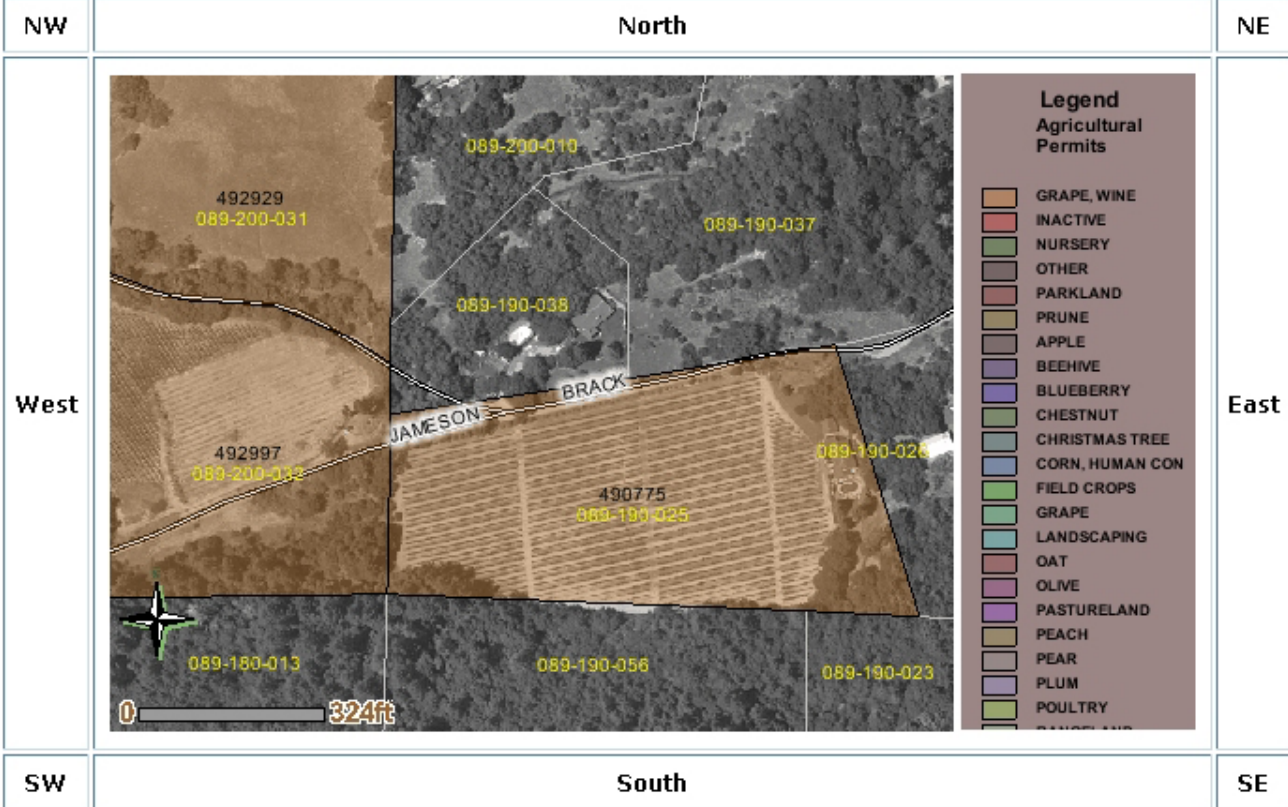 NW
North
NE
West
East
SW
South
SE
492929
089-200-031
089-200-010
089-190-037
089-190-038
JAMESON
BRACK
492997
089-200-032
490775
089-190-025
089-190-026
089-180-013
089-190-056
089-190-023
0
324ft
Legend
Agricultural
Permits
GRAPE, WINE
INACTIVE
NURSERY
OTHER
PARKLAND
PRUNE
APPLE
BEEHIVE
BLUEBERRY
CHESTNUT
CHRISTMAS TREE
CORN, HUMAN CON
FIELD CROPS
GRAPE
LANDSCAPING
OAT
OLIVE
PASTURELAND
PEACH
PEAR
PLUM
POULTRY